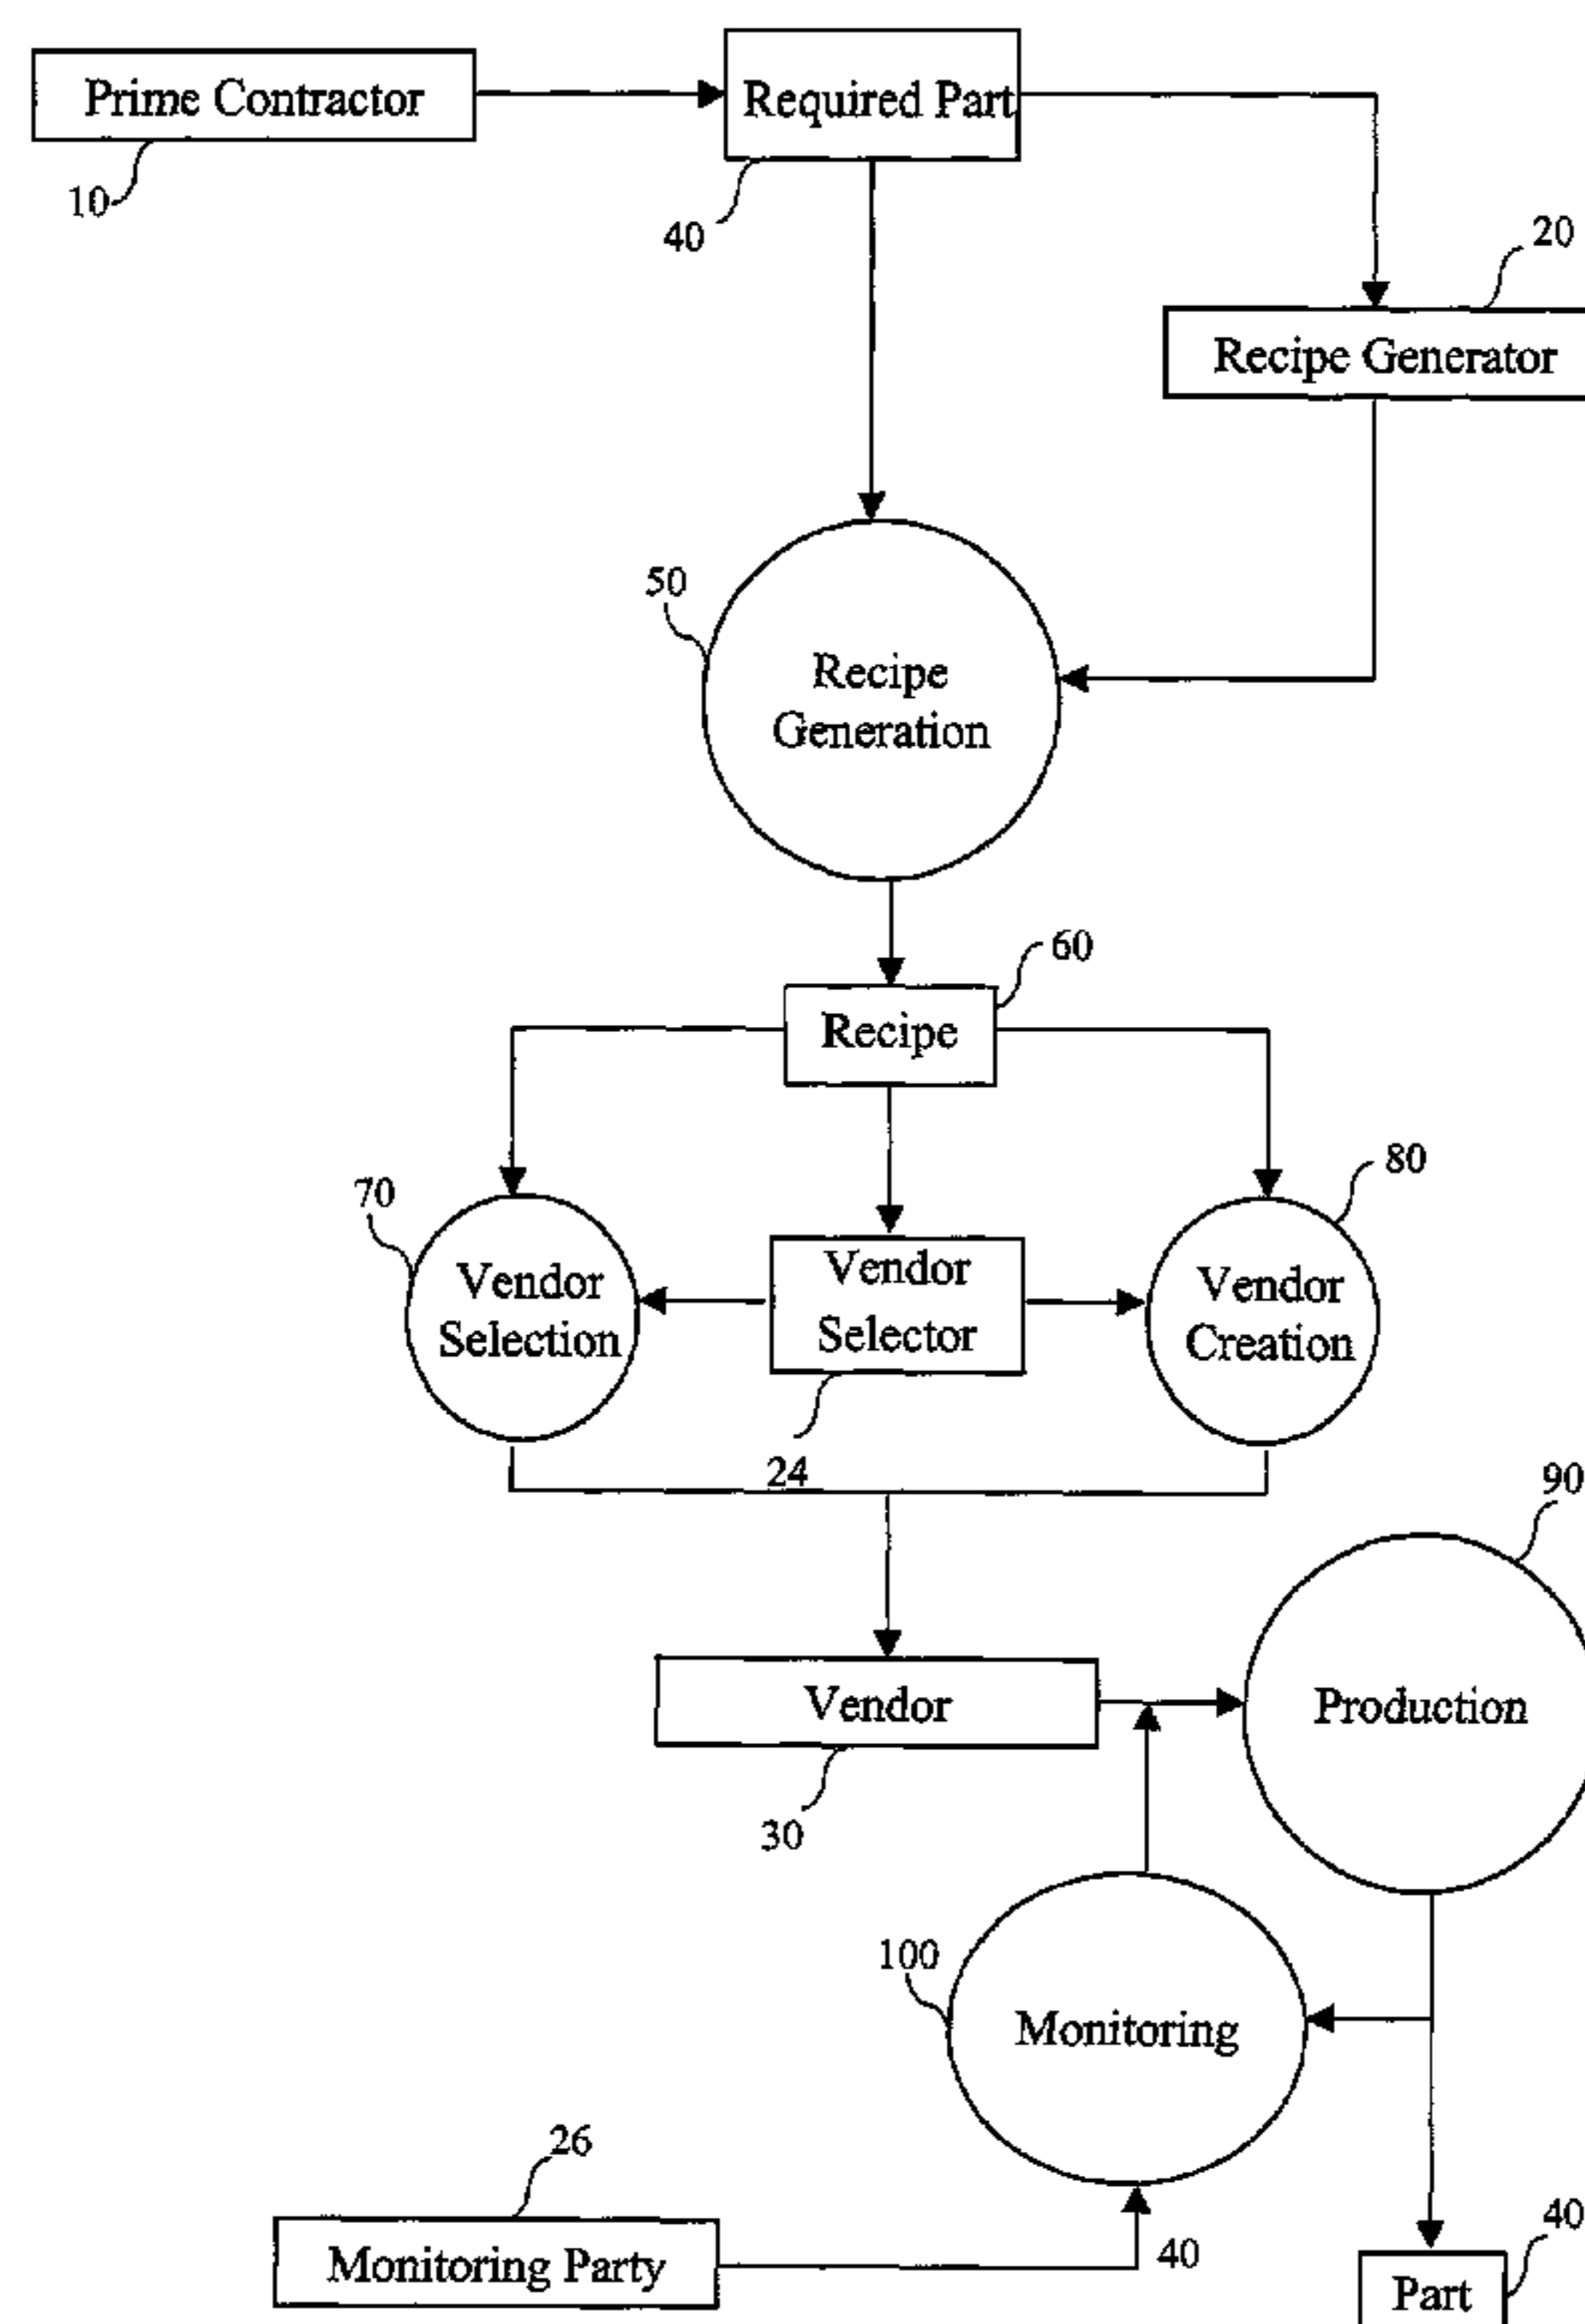 Prime Contractor
Required Part
10
40
20
Recipe Generator
50
Recipe
Generation
60
Recipe
80
70
Vendor
Selection
Vendor
Selector
Vendor
Creation
24
90
Vendor
Production
30
100
Monitoring
26
40
40
Monitoring Party
Part